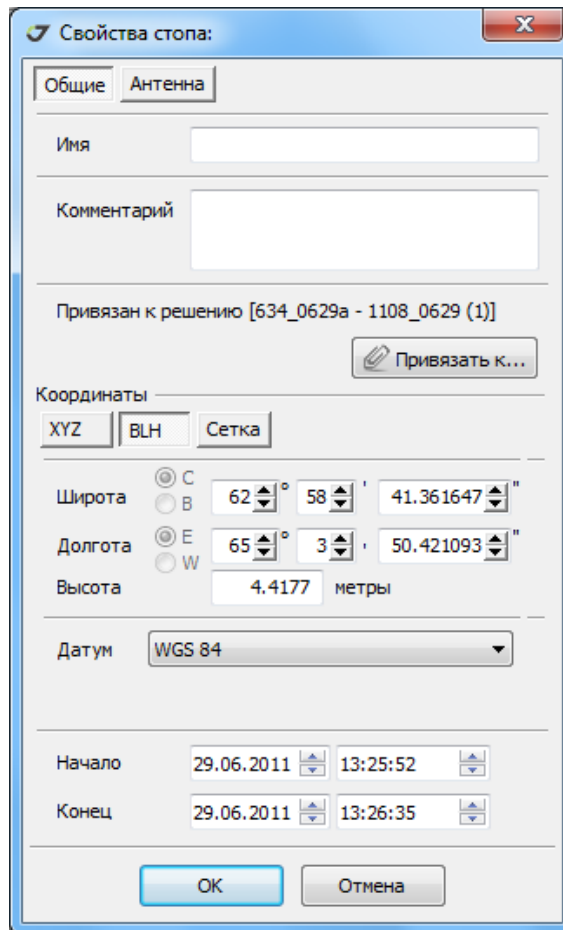 Свойства стопа:
Общие Антенна
Имя
Комментарий
Привязан к решению [634_0629a - 1108_0629 (1)]
Привязать к...
Координаты
XYZ BLH Сетка
Широта С В 62 ° 58 ' 41.361647 "
Долгота E W 65 ° 3 ' 50.421093 "
Высота 4.4177 метры
Датум WGS 84
Начало 29.06.2011 13:25:52
Конец 29.06.2011 13:26:35
OK Отмена